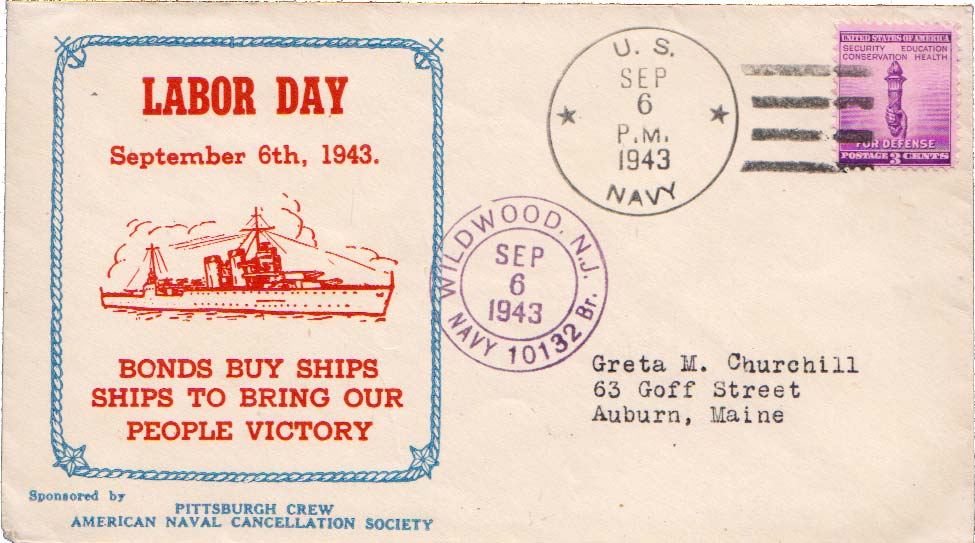 LABOR DAY
September 6th, 1943.
BONDS BUY SHIPS
SHIPS TO BRING OUR
PEOPLE VICTORY
Sponsored by
PITTSBURGH CREW
AMERICAN NAVAL CANCELLATION SOCIETY
U. S.
SEP
6
P.M.
1943
NAVY
UNITED STATES OF AMERICA
SECURITY EDUCATION
CONSERVATION HEALTH
FOR DEFENSE
POSTAGE 3 CENTS
WILDWOOD, N.J.
SEP
6
1943
NAVY 10132 Br.
Greta M. Churchill
63 Goff Street
Auburn, Maine